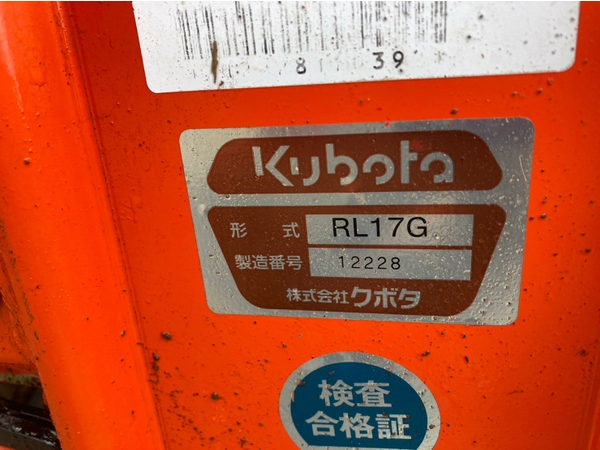 8 39
Kubota
形式 RL17G
製造番号 12228
株式会社クボタ
検査
合格証